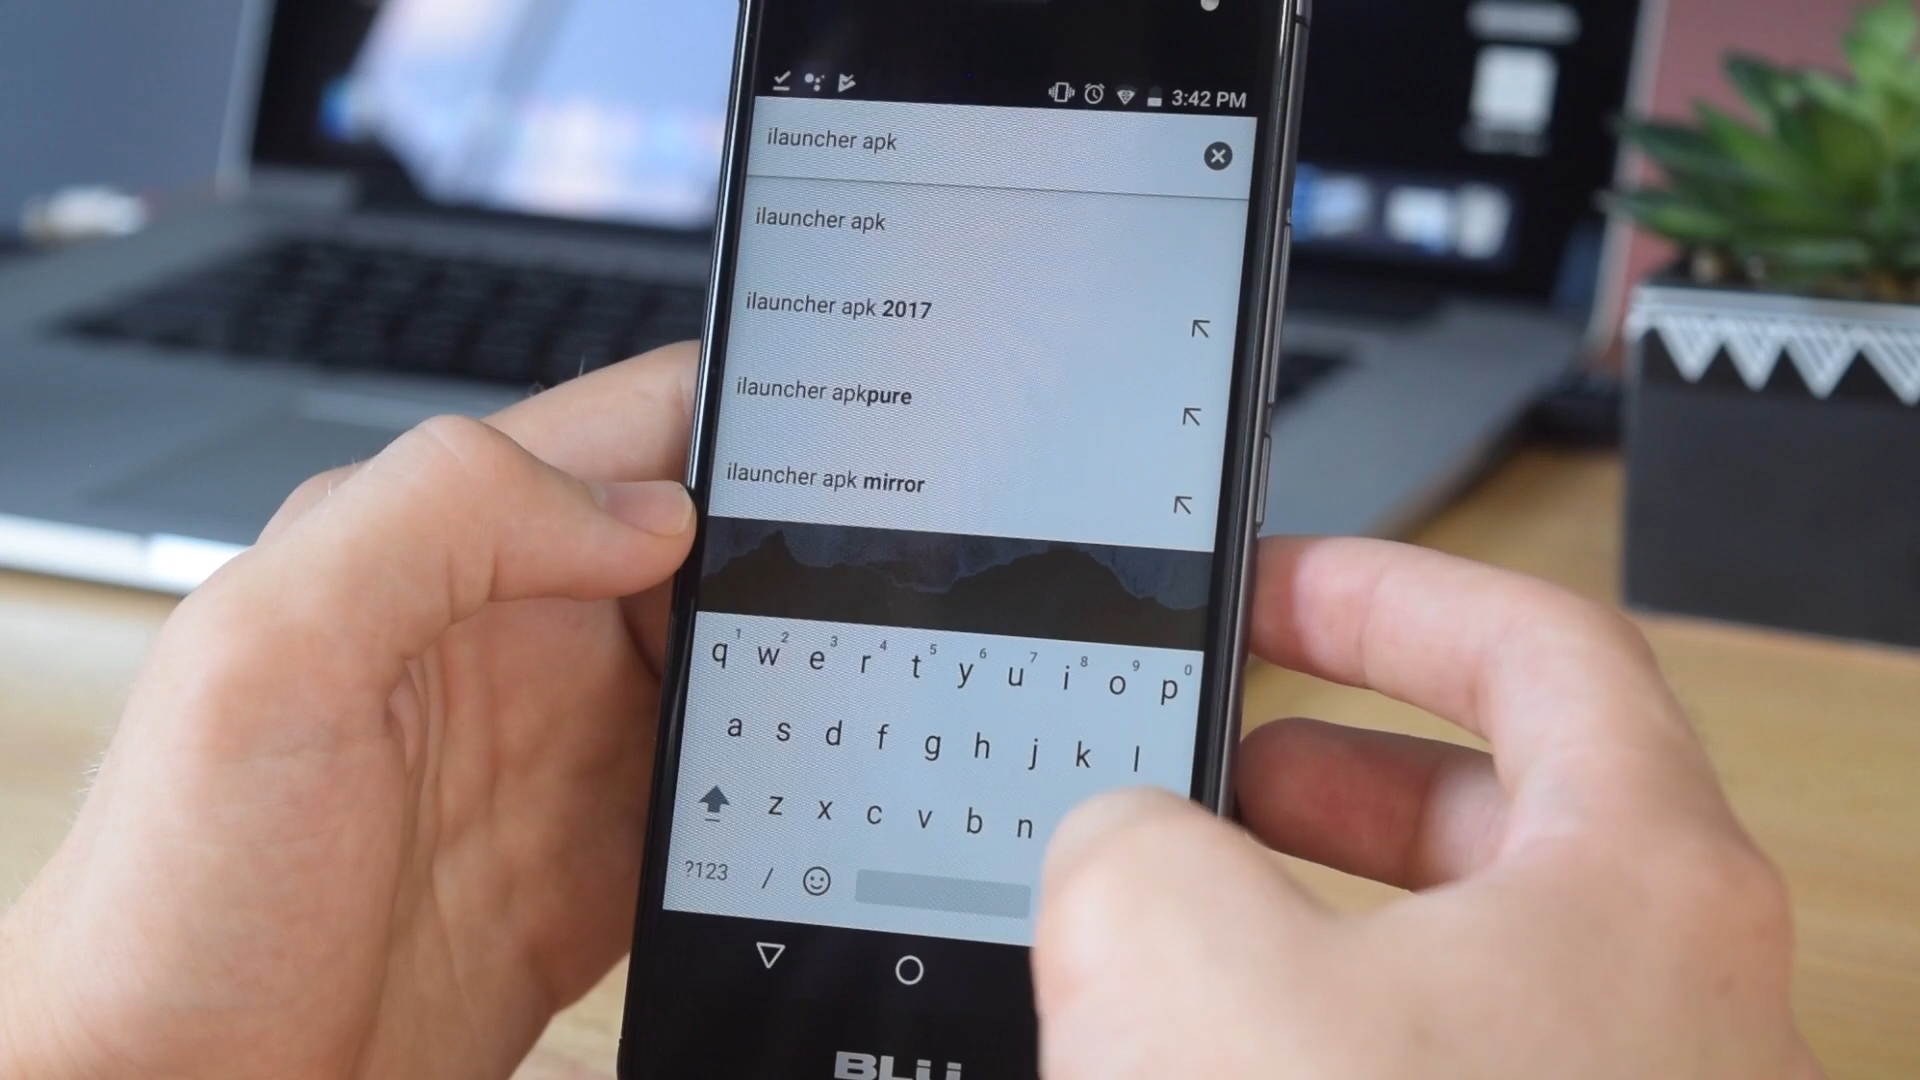 3:42 PM
ilauncher apk
ilauncher apk
ilauncher apk 2017
ilauncher apkpure
ilauncher apk mirror
1 2 3 4 5 6 7 8 9 0
q w e r t y u i o p
a s d f g h j k l
z x c v b n
?123 /
BLU